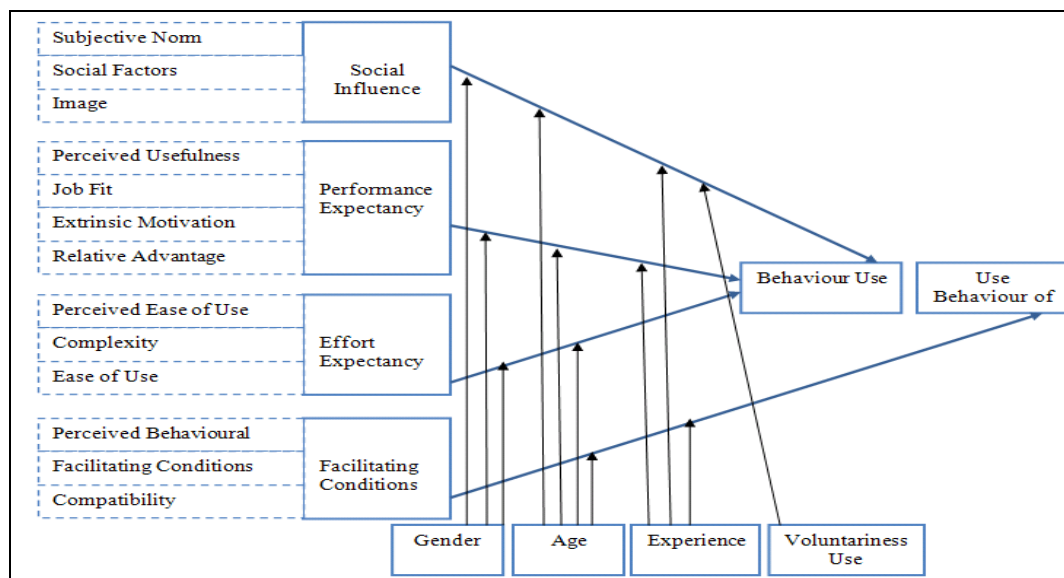 Subjective Norm
Social Factors
Image
Social
Influence
Perceived Usefulness
Job Fit
Extrinsic Motivation
Relative Advantage
Performance
Expectancy
Perceived Ease of Use
Complexity
Ease of Use
Effort
Expectancy
Perceived Behavioural
Facilitating Conditions
Compatibility
Facilitating
Conditions
Behaviour Use
Use
Behaviour of
Gender
Age
Experience
Voluntariness
Use